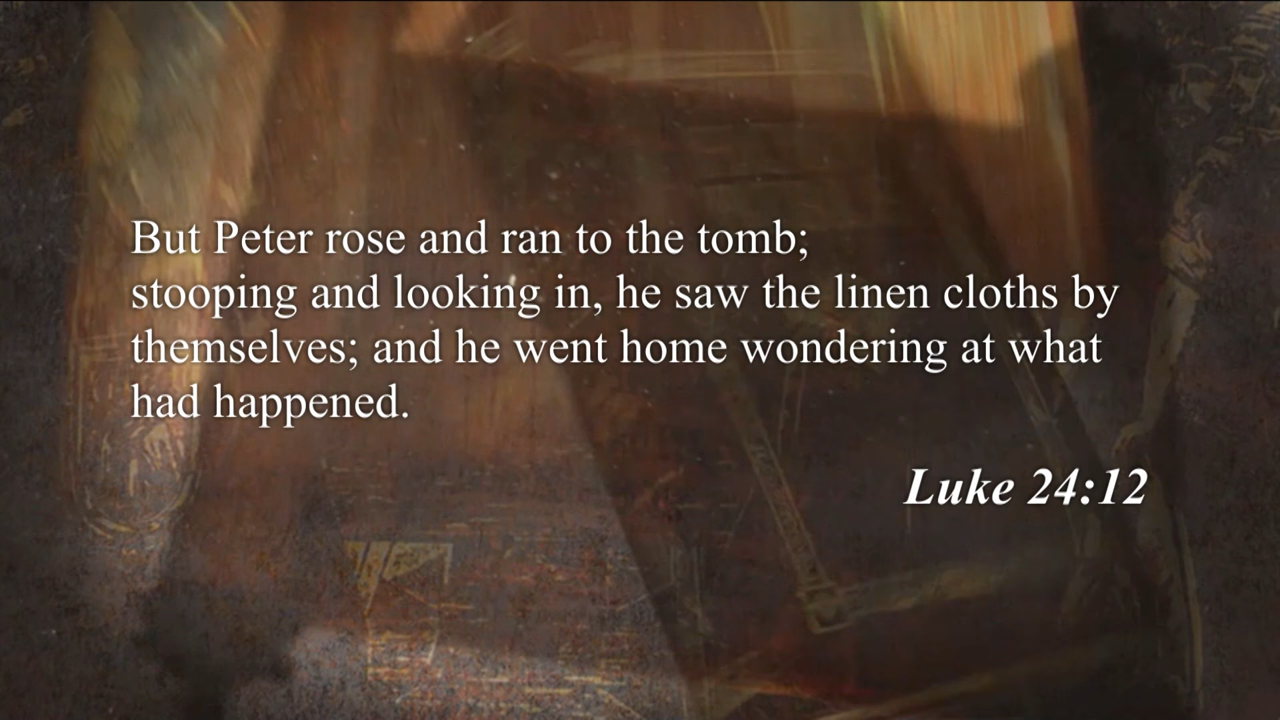 But Peter rose and ran to the tomb;
stooping and looking in, he saw the linen cloths by
themselves; and he went home wondering at what
had happened.
Luke 24:12